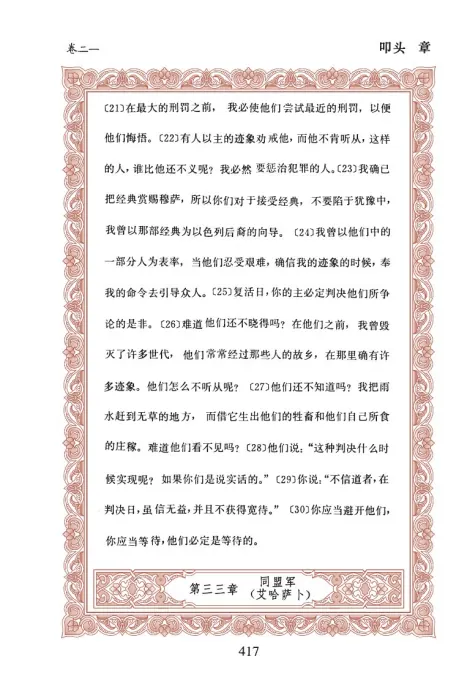 卷二一
叩头 章
〔21〕在最大的刑罚之前， 我必使他们尝试最近的刑罚，以便
他们悔悟。〔22〕有人以主的迹象劝戒他，而他不肯听从，这样
的人，谁比他还不义呢？我必然要惩治犯罪的人。〔23〕我确已
把经典赏赐穆萨，所以你们对于接受经典，不要陷于犹豫中，
我曾以那部经典为以色列后裔的向导。〔24〕我曾以他们中的
一部分人为表率，当他们忍受艰难，确信我的迹象的时候，奉
我的命令去引导众人。〔25〕复活日，你的主必定判决他们所争
论的是非。〔26〕难道他们还不晓得吗？在他们之前，我曾毁
灭了许多世代，他们常常经过那些人的故乡，在那里确有许
多迹象。他们怎么不听从呢？〔27〕他们还不知道吗？我把雨
水赶到无草的地方，而借它生出他们的牲畜和他们自己所食
的庄稼。难道他们看不见吗？〔28〕他们说：“这种判决什么时
候实现呢？如果你们是说实话的。”〔29〕你说：“不信道者，在
判决日，虽信无益，并且不获得宽待。”〔30〕你应当避开他们，
你应当等待，他们必定是等待的。
第三三章 同盟军
（艾哈萨卜）
417